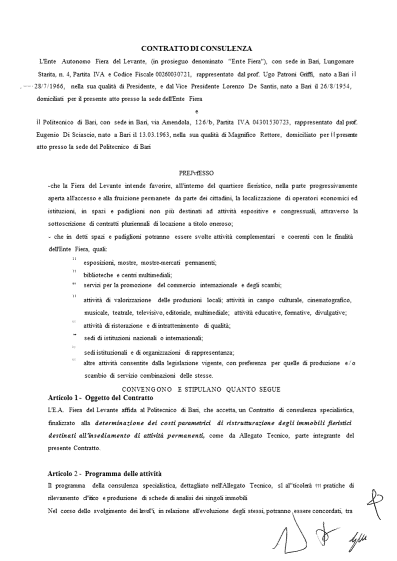 CONTRATTO DI CONSULENZA
L'Ente Autonomo Fiera del Levante, (in prosieguo denominato "Ente Fiera"), con sede in Bari, Lungomare
Starita, n. 4, Partita IVA e Codice Fiscale 00260030721, rappresentato dal prof. Ugo Patroni Griffi, nato a Bari il
28/7/1966, nella sua qualità di Presidente, e dal Vice Presidente Lorenzo De Santis, nato a Bari il 26/8/1954,
domiciliati per il presente atto presso la sede dell'Ente Fiera
e
il Politecnico di Bari, con sede in Bari, via Amendola, 126/b, Partita IVA 04301530723, rappresentato dal prof.
Eugenio Di Sciascio, nato a Bari il 13.03.1963, nella sua qualità di Magnifico Rettore, domiciliato per il presente
atto presso la sede del Politecnico di Bari
PREMESSO
-che la Fiera del Levante intende favorire, all'interno del quartiere fieristico, nella parte progressivamente
aperta all'accesso e alla fruizione permanete da parte dei cittadini, la localizzazione di operatori economici ed
istituzioni, in spazi e padiglioni non più destinati ad attività espositive e congressuali, attraverso la
sottoscrizione di contratti pluriennali di locazione a titolo oneroso;
- che in detti spazi e padiglioni potranno essere svolte attività complementari e coerenti con le finalità
dell'Ente Fiera, quali:
esposizioni, mostre, mostre-mercati permanenti;
biblioteche e centri multimediali;
servizi per la promozione del commercio internazionale e degli scambi;
attività di valorizzazione delle produzioni locali; attività in campo culturale, cinematografico,
musicale, teatrale, televisivo, editoriale, multimediale; attività educative, formative, divulgative;
attività di ristorazione e di intrattenimento di qualità;
sedi di istituzioni nazionali o internazionali;
sedi istituzionali e di organizzazioni di rappresentanza;
altre attività consentite dalla legislazione vigente, con preferenza per quelle di produzione e/o
scambio di servizio combinazioni delle stesse.
CONVENGONO E STIPULANO QUANTO SEGUE
Articolo 1 - Oggetto del Contratto
L'E.A. Fiera del Levante affida al Politecnico di Bari, che accetta, un Contratto di consulenza specialistica,
finalizzato alla determinazione dei costi parametrici di ristrutturazione degli immobili fieristici
destinati all'insediamento di attività permanenti, come da Allegato Tecnico, parte integrante del
presente Contratto.
Articolo 2 - Programma delle attività
Il programma della consulenza specialistica, dettagliato nell'Allegato Tecnico, si articolerà in pratiche di
rilevamento critico e produzione di schede di analisi dei singoli immobili
Nel corso dello svolgimento dei lavori, in relazione all'evoluzione degli stessi, potranno essere concordati, tra